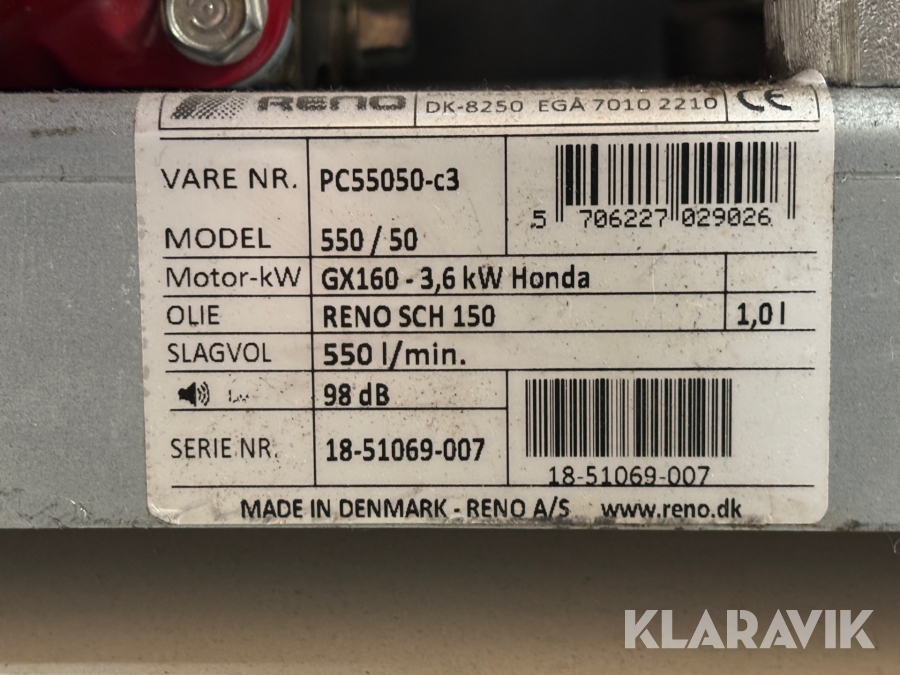 RENO DK-8250 EGÅ 7010 2210 CE
VARE NR. PC55050-c3
5 706227 029026
MODEL 550 / 50
Motor-kW GX160 - 3,6 kW Honda
OLIE RENO SCH 150 1,0 l
SLAGVOL 550 l/min.
98 dB
SERIE NR. 18-51069-007
18-51069-007
MADE IN DENMARK - RENO A/S www.reno.dk
KLARAVIK